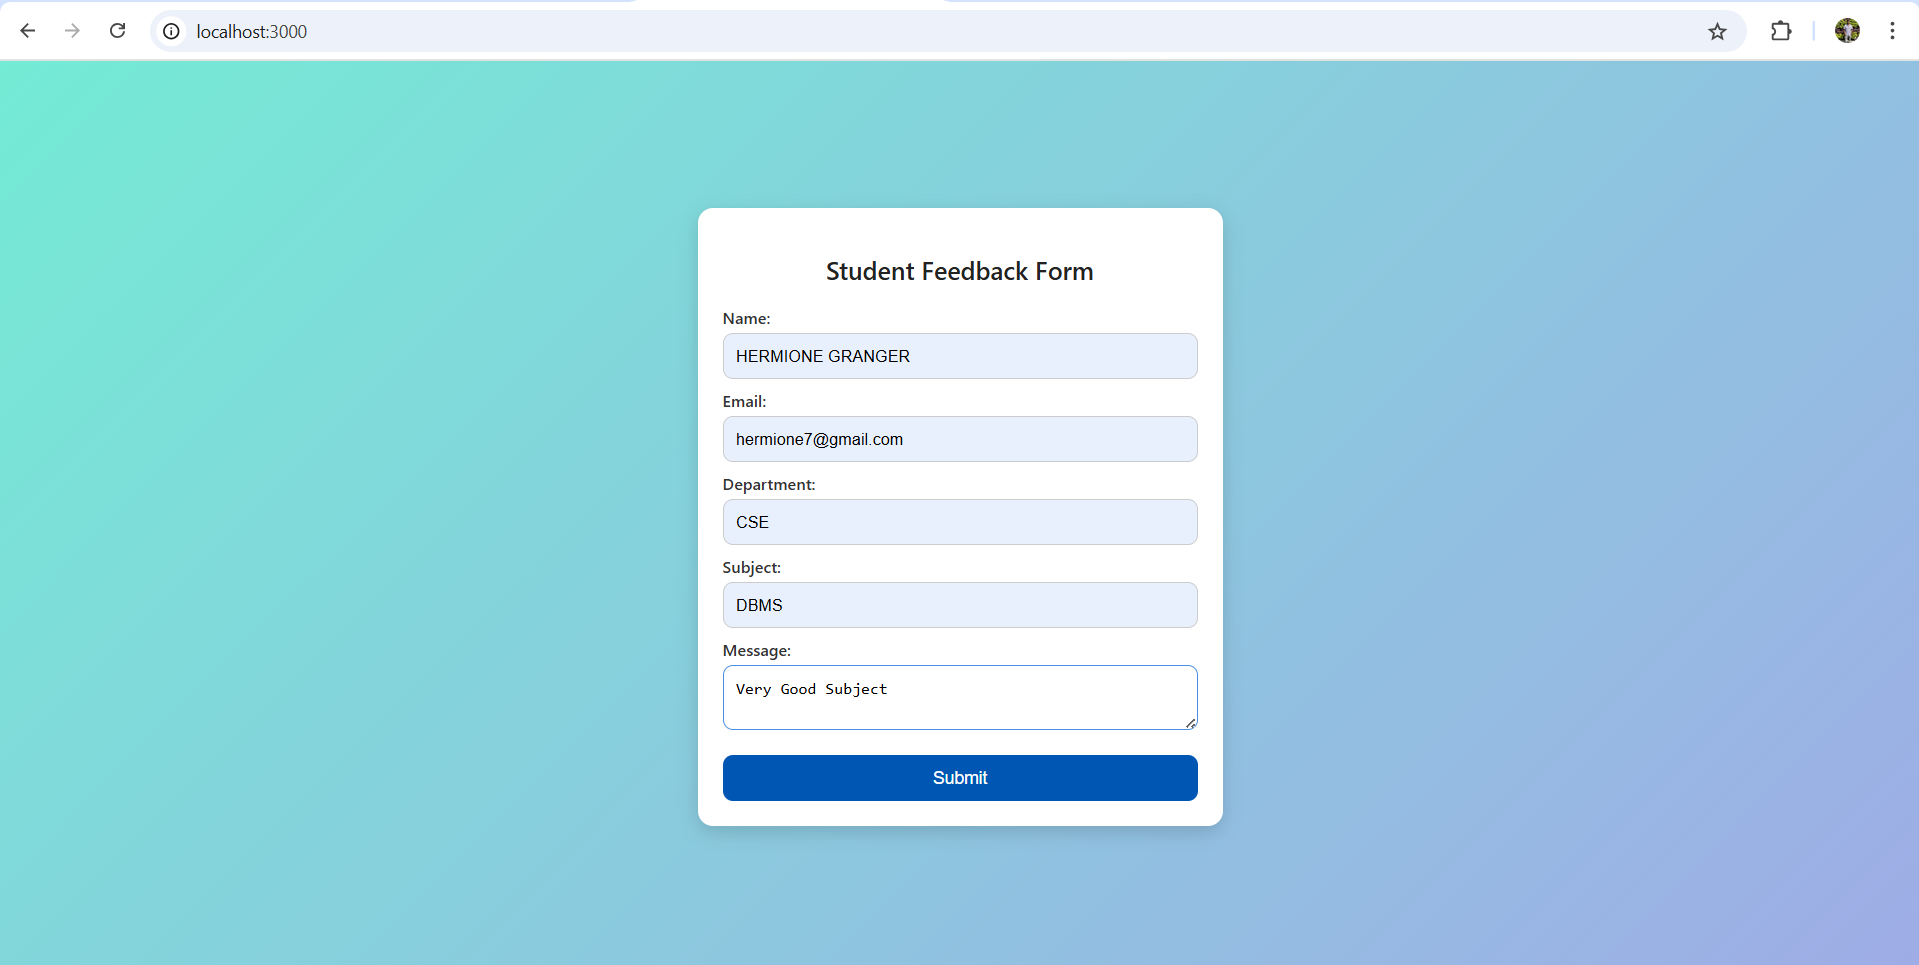 localhost:3000
Student Feedback Form
Name:
HERMIONE GRANGER
Email:
hermione7@gmail.com
Department:
CSE
Subject:
DBMS
Message:
Very Good Subject
Submit